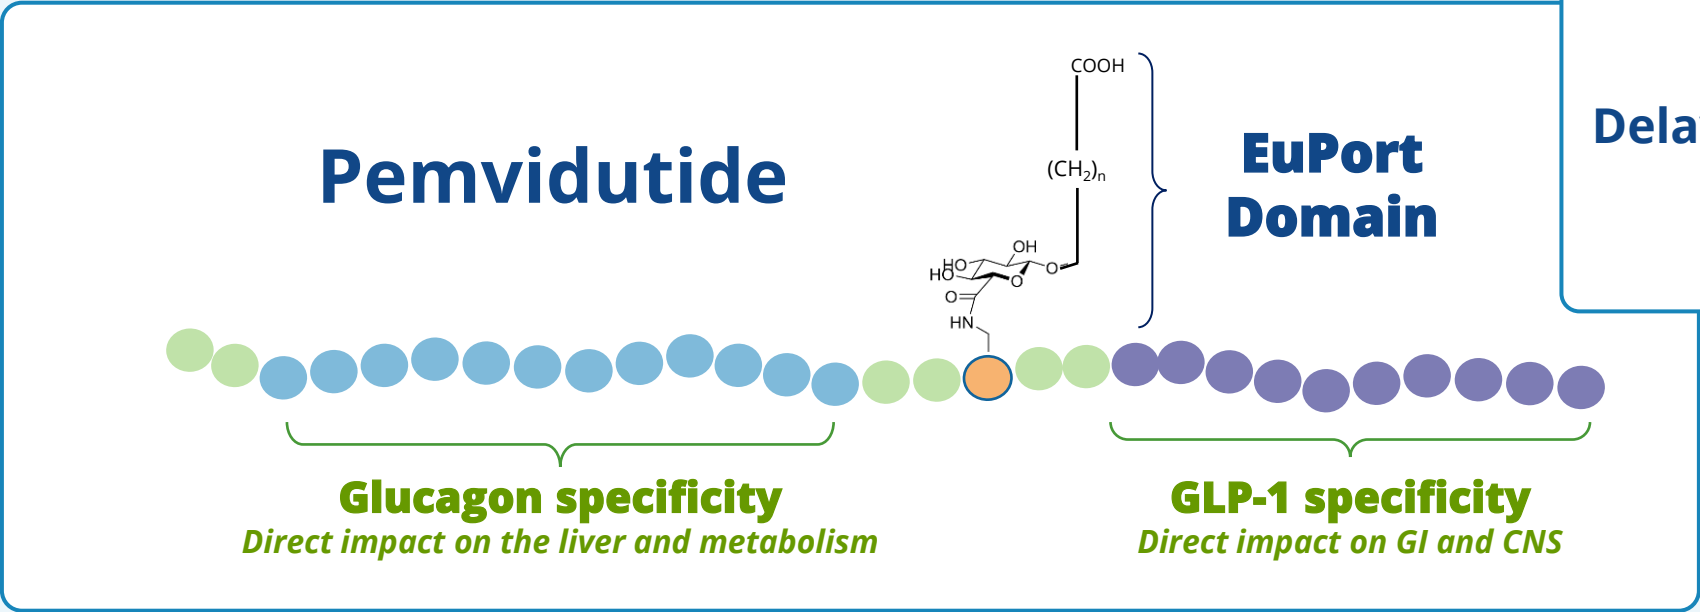 COOH
Dela
EuPort
Pemvidutide
(CH₂)ₙ
Domain
OH
HO
O
HO
O
O
HN
Glucagon specificity
GLP-1 specificity
Direct impact on the liver and metabolism
Direct impact on GI and CNS